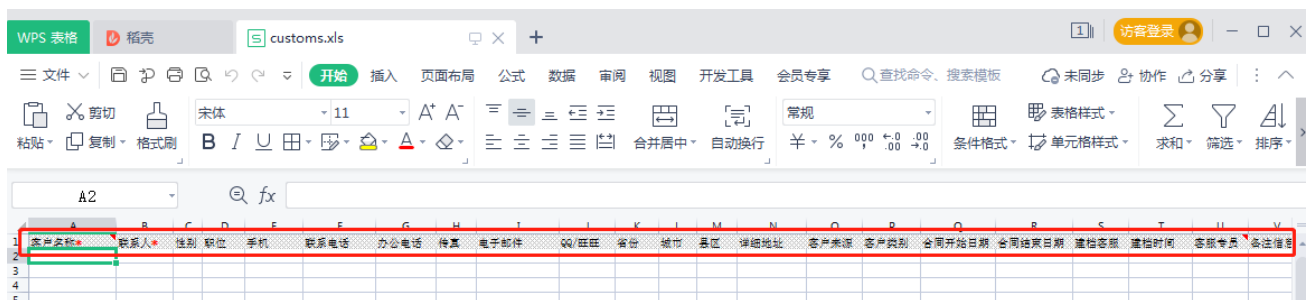 WPS 表格 稻壳 customs.xls 1 访客登录
文件 开始 插入 页面布局 公式 数据 审阅 视图 开发工具 会员专享 查找命令、搜索模板 未同步 协作 分享
剪切 宋体 11 A+ A- 常规 表格样式
粘贴 复制 格式刷 B I U A 合并居中 自动换行 ¥ % 000 .00 条件格式 单元格样式 求和 筛选 排序
A2 fx
1 客户名称* 联系人* 性别 职位 手机 联系电话 办公电话 传真 电子邮件 QQ/旺旺 省份 城市 县区 详细地址 客户来源 客户类别 合同开始日期 合同结束日期 建档客服 建档时间 客服专员 备注信息
2
3
4